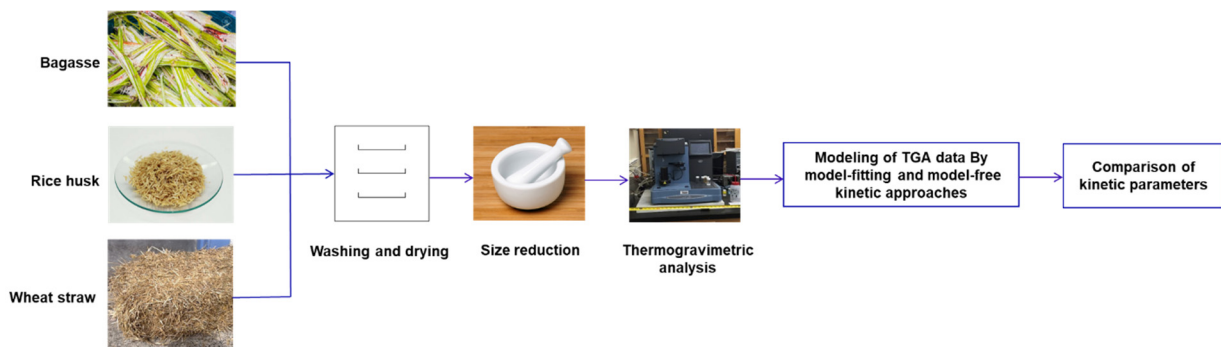 Bagasse
Rice husk
Wheat straw
Washing and drying
Size reduction
Thermogravimetric
analysis
Modeling of TGA data By
model-fitting and model-free
kinetic approaches
Comparison of
kinetic parameters